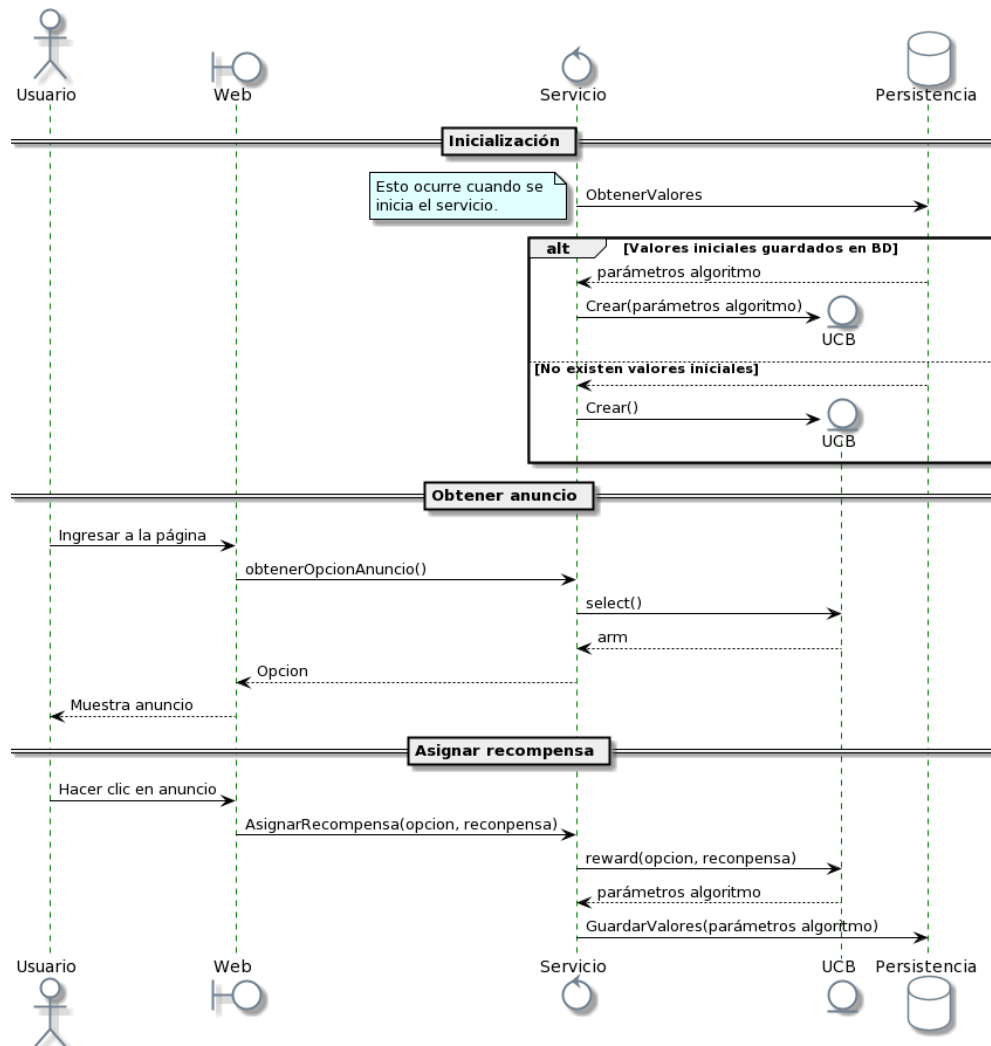 Usuario
Web
Servicio
Persistencia
Inicialización
Esto ocurre cuando se
inicia el servicio.
ObtenerValores
alt
[Valores iniciales guardados en BD]
parámetros algoritmo
Crear(parámetros algoritmo)
UCB
[No existen valores iniciales]
Crear()
UCB
Obtener anuncio
Ingresar a la página
obtenerOpcionAnuncio()
select()
arm
Opcion
Muestra anuncio
Asignar recompensa
Hacer clic en anuncio
AsignarRecompensa(opcion, reconpensa)
reward(opcion, reconpensa)
parámetros algoritmo
GuardarValores(parámetros algoritmo)
Usuario
Web
Servicio
UCB
Persistencia